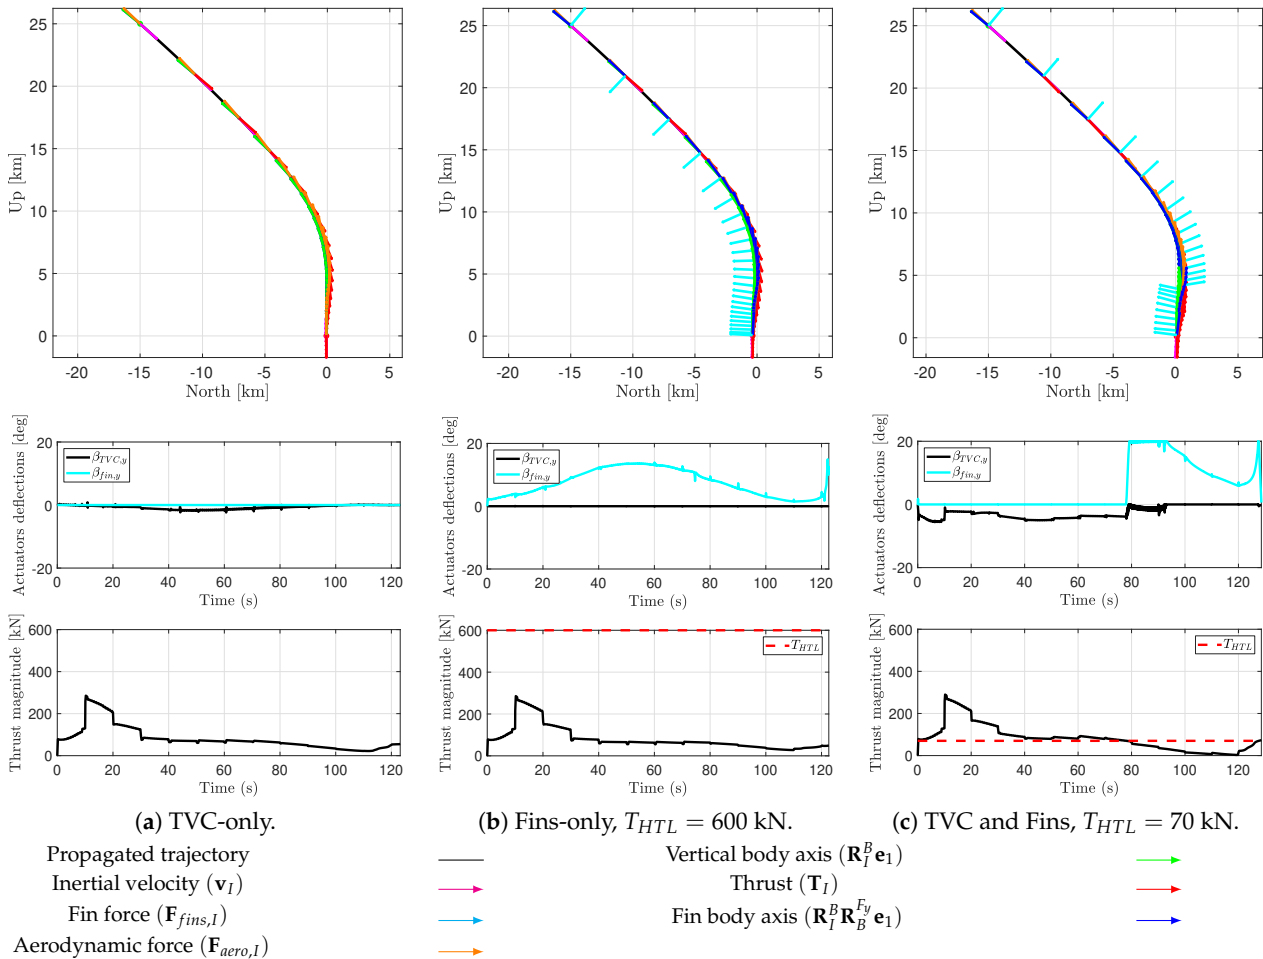 Up [km]
25
20
15
10
5
0
-20
-15
-10
-5
0
5
North [km]
Up [km]
25
20
15
10
5
0
-20
-15
-10
-5
0
5
North [km]
Up [km]
25
20
15
10
5
0
-20
-15
-10
-5
0
5
North [km]
Actuators deflections [deg]
20
0
-20
β_{TVC,y}
β_{fin,y}
0
20
40
60
80
100
120
Time (s)
Actuators deflections [deg]
20
0
-20
β_{TVC,y}
β_{fin,y}
0
20
40
60
80
100
120
Time (s)
Actuators deflections [deg]
20
0
-20
β_{TVC,y}
β_{fin,y}
0
20
40
60
80
100
120
Time (s)
Thrust magnitude [kN]
600
400
200
0
0
20
40
60
80
100
120
Time (s)
Thrust magnitude [kN]
600
400
200
0
T_{HTL}
0
20
40
60
80
100
120
Time (s)
Thrust magnitude [kN]
600
400
200
0
T_{HTL}
0
20
40
60
80
100
120
Time (s)
(a) TVC-only.
(b) Fins-only, T_{HTL} = 600 kN.
(c) TVC and Fins, T_{HTL} = 70 kN.
Propagated trajectory
Vertical body axis (R_I^B e_1)
Inertial velocity (v_I)
Thrust (T_I)
Fin force (F_{fins,I})
Fin body axis (R_I^B R_B^{F_y} e_1)
Aerodynamic force (F_{aero,I})